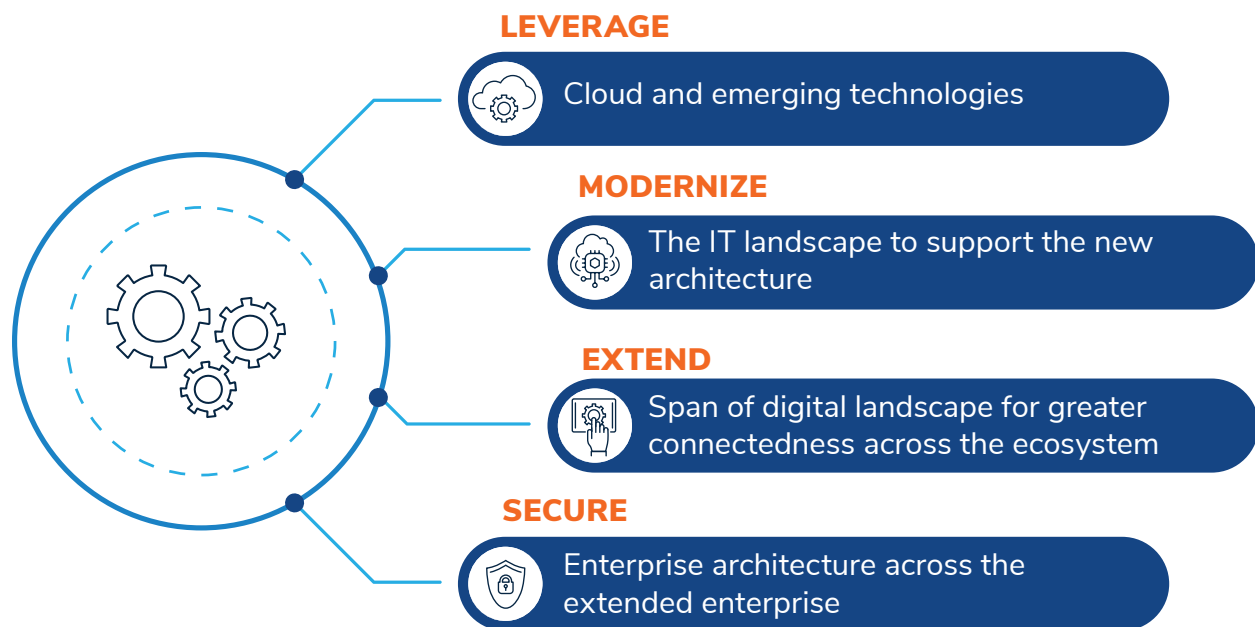 LEVERAGE
Cloud and emerging technologies
MODERNIZE
The IT landscape to support the new
architecture
EXTEND
Span of digital landscape for greater
connectedness across the ecosystem
SECURE
Enterprise architecture across the
extended enterprise